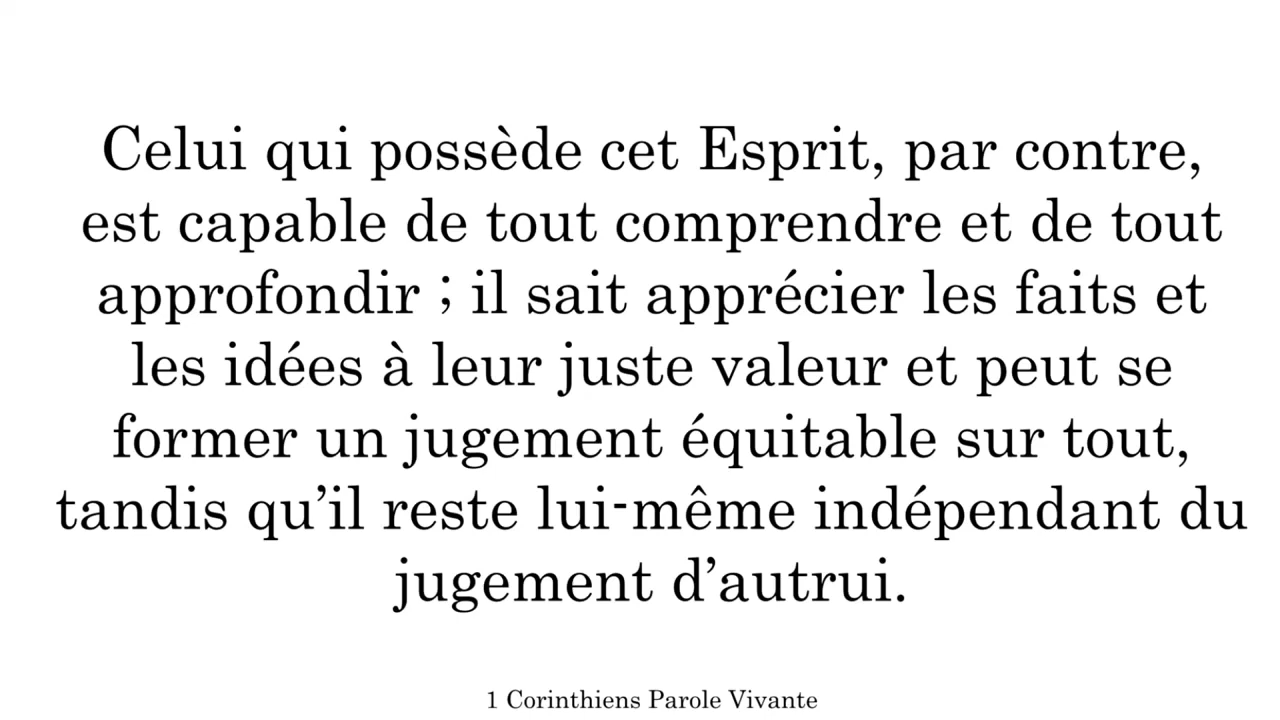 Celui qui possède cet Esprit, par contre,
est capable de tout comprendre et de tout
approfondir ; il sait apprécier les faits et
les idées à leur juste valeur et peut se
former un jugement équitable sur tout,
tandis qu’il reste lui-même indépendant du
jugement d’autrui.
1 Corinthiens Parole Vivante